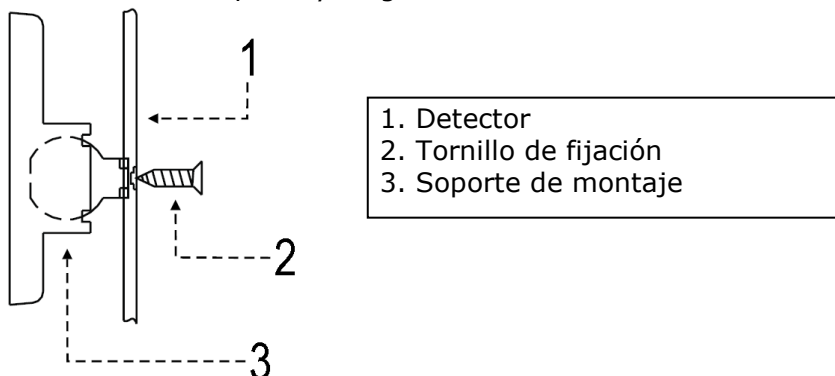 1
1. Detector
2. Tornillo de fijación
3. Soporte de montaje
2
3